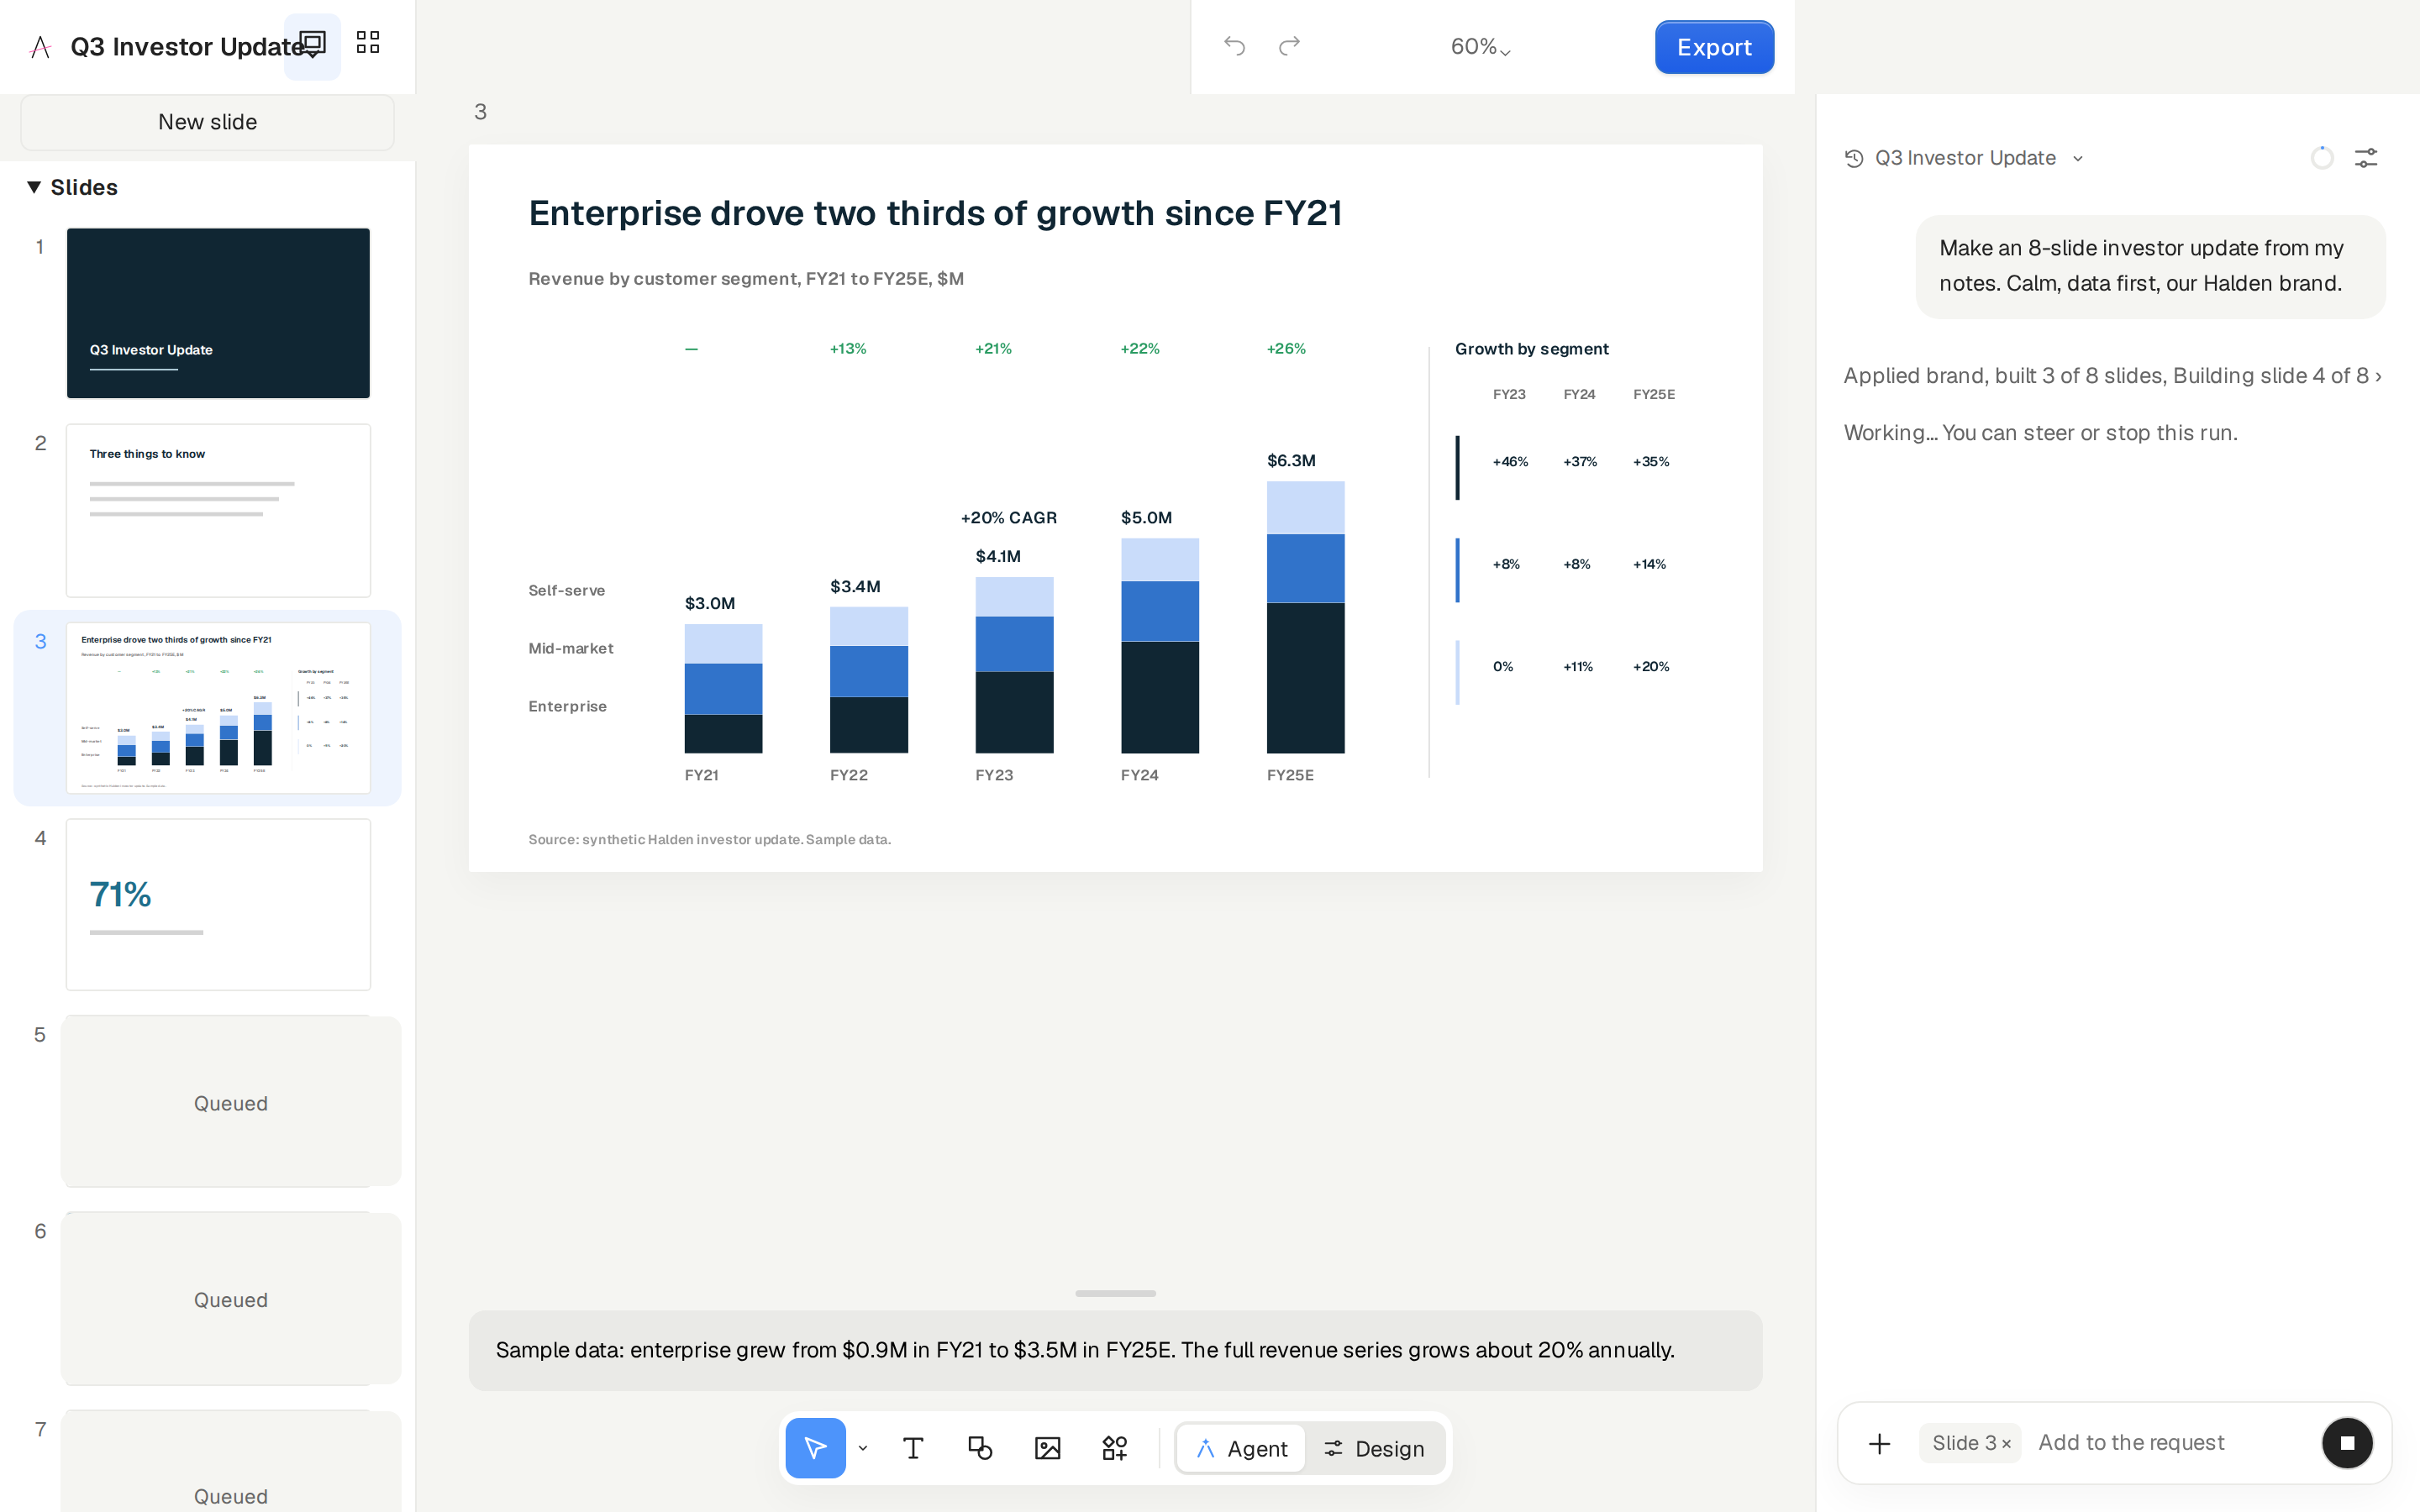 Q3 Investor Update
60%
Export
New slide
Slides
1
Q3 Investor Update
2
Three things to know
3
Enterprise drove two thirds of growth since FY21
Revenue by customer segment, FY21 to FY25E, $M
4
71%
5
Queued
6
Queued
7
Queued
3
Enterprise drove two thirds of growth since FY21
Revenue by customer segment, FY21 to FY25E, $M
— +13% +21% +22% +26%
$3.0M $3.4M +20% CAGR $4.1M $5.0M $6.3M
Self-serve
Mid-market
Enterprise
FY21 FY22 FY23 FY24 FY25E
Growth by segment
FY23 FY24 FY25E
+46% +37% +35%
+8% +8% +14%
0% +11% +20%
Source: synthetic Halden investor update. Sample data.
Sample data: enterprise grew from $0.9M in FY21 to $3.5M in FY25E. The full revenue series grows about 20% annually.
Agent Design
Q3 Investor Update
Make an 8-slide investor update from my
notes. Calm, data first, our Halden brand.
Applied brand, built 3 of 8 slides, Building slide 4 of 8 ›
Working... You can steer or stop this run.
Slide 3 × Add to the request